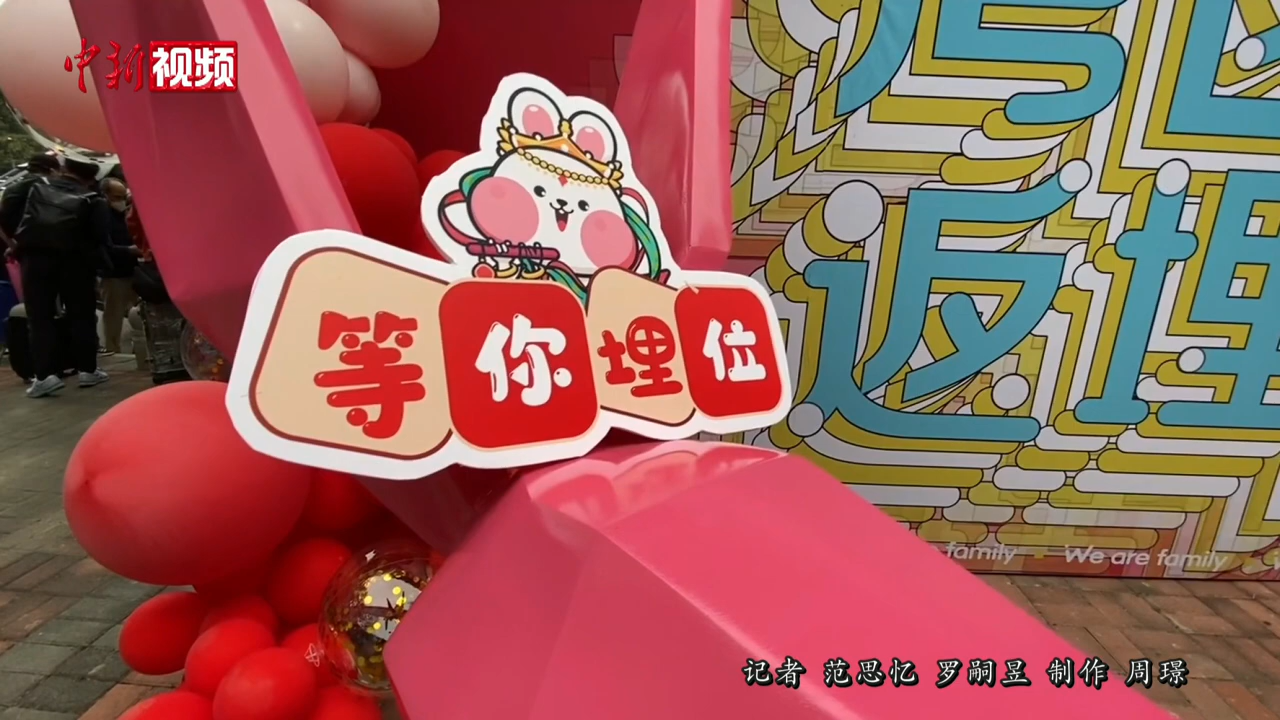 中新视频
等你埋位
返埋
family
We are family
记者 范思忆 罗嗣昱 制作 周璟